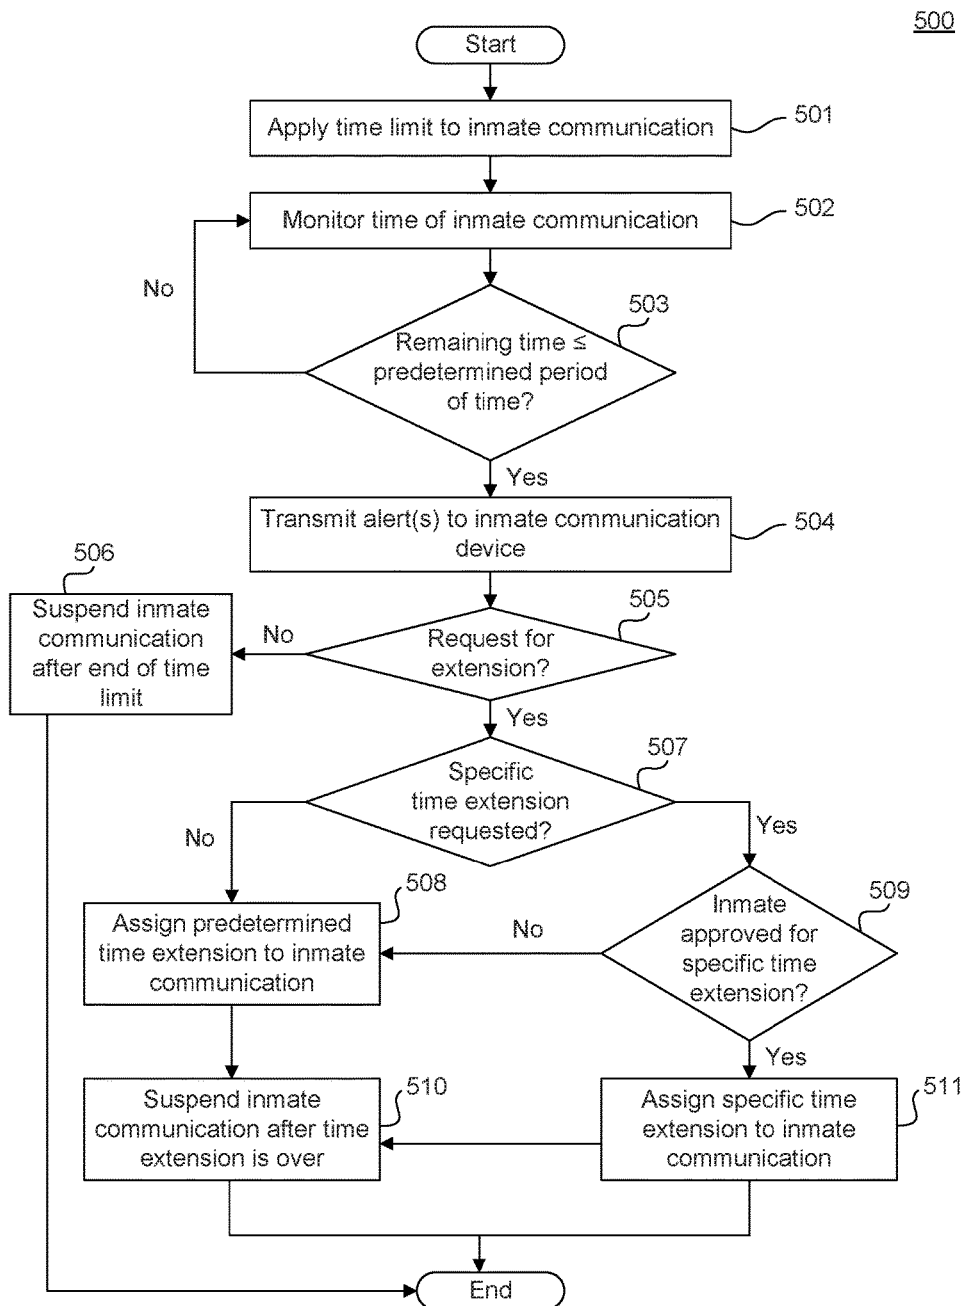 500
Start
Apply time limit to inmate communication
501
Monitor time of inmate communication
502
No
503
Remaining time ≤
predetermined period
of time?
Yes
Transmit alert(s) to inmate communication
device
504
506
Suspend inmate
communication
after end of time
limit
No
505
Request for
extension?
Yes
507
Specific
time extension
requested?
No
Yes
508
Assign predetermined
time extension to inmate
communication
No
509
Inmate
approved for
specific time
extension?
Yes
510
Suspend inmate
communication after time
extension is over
511
Assign specific time
extension to inmate
communication
End